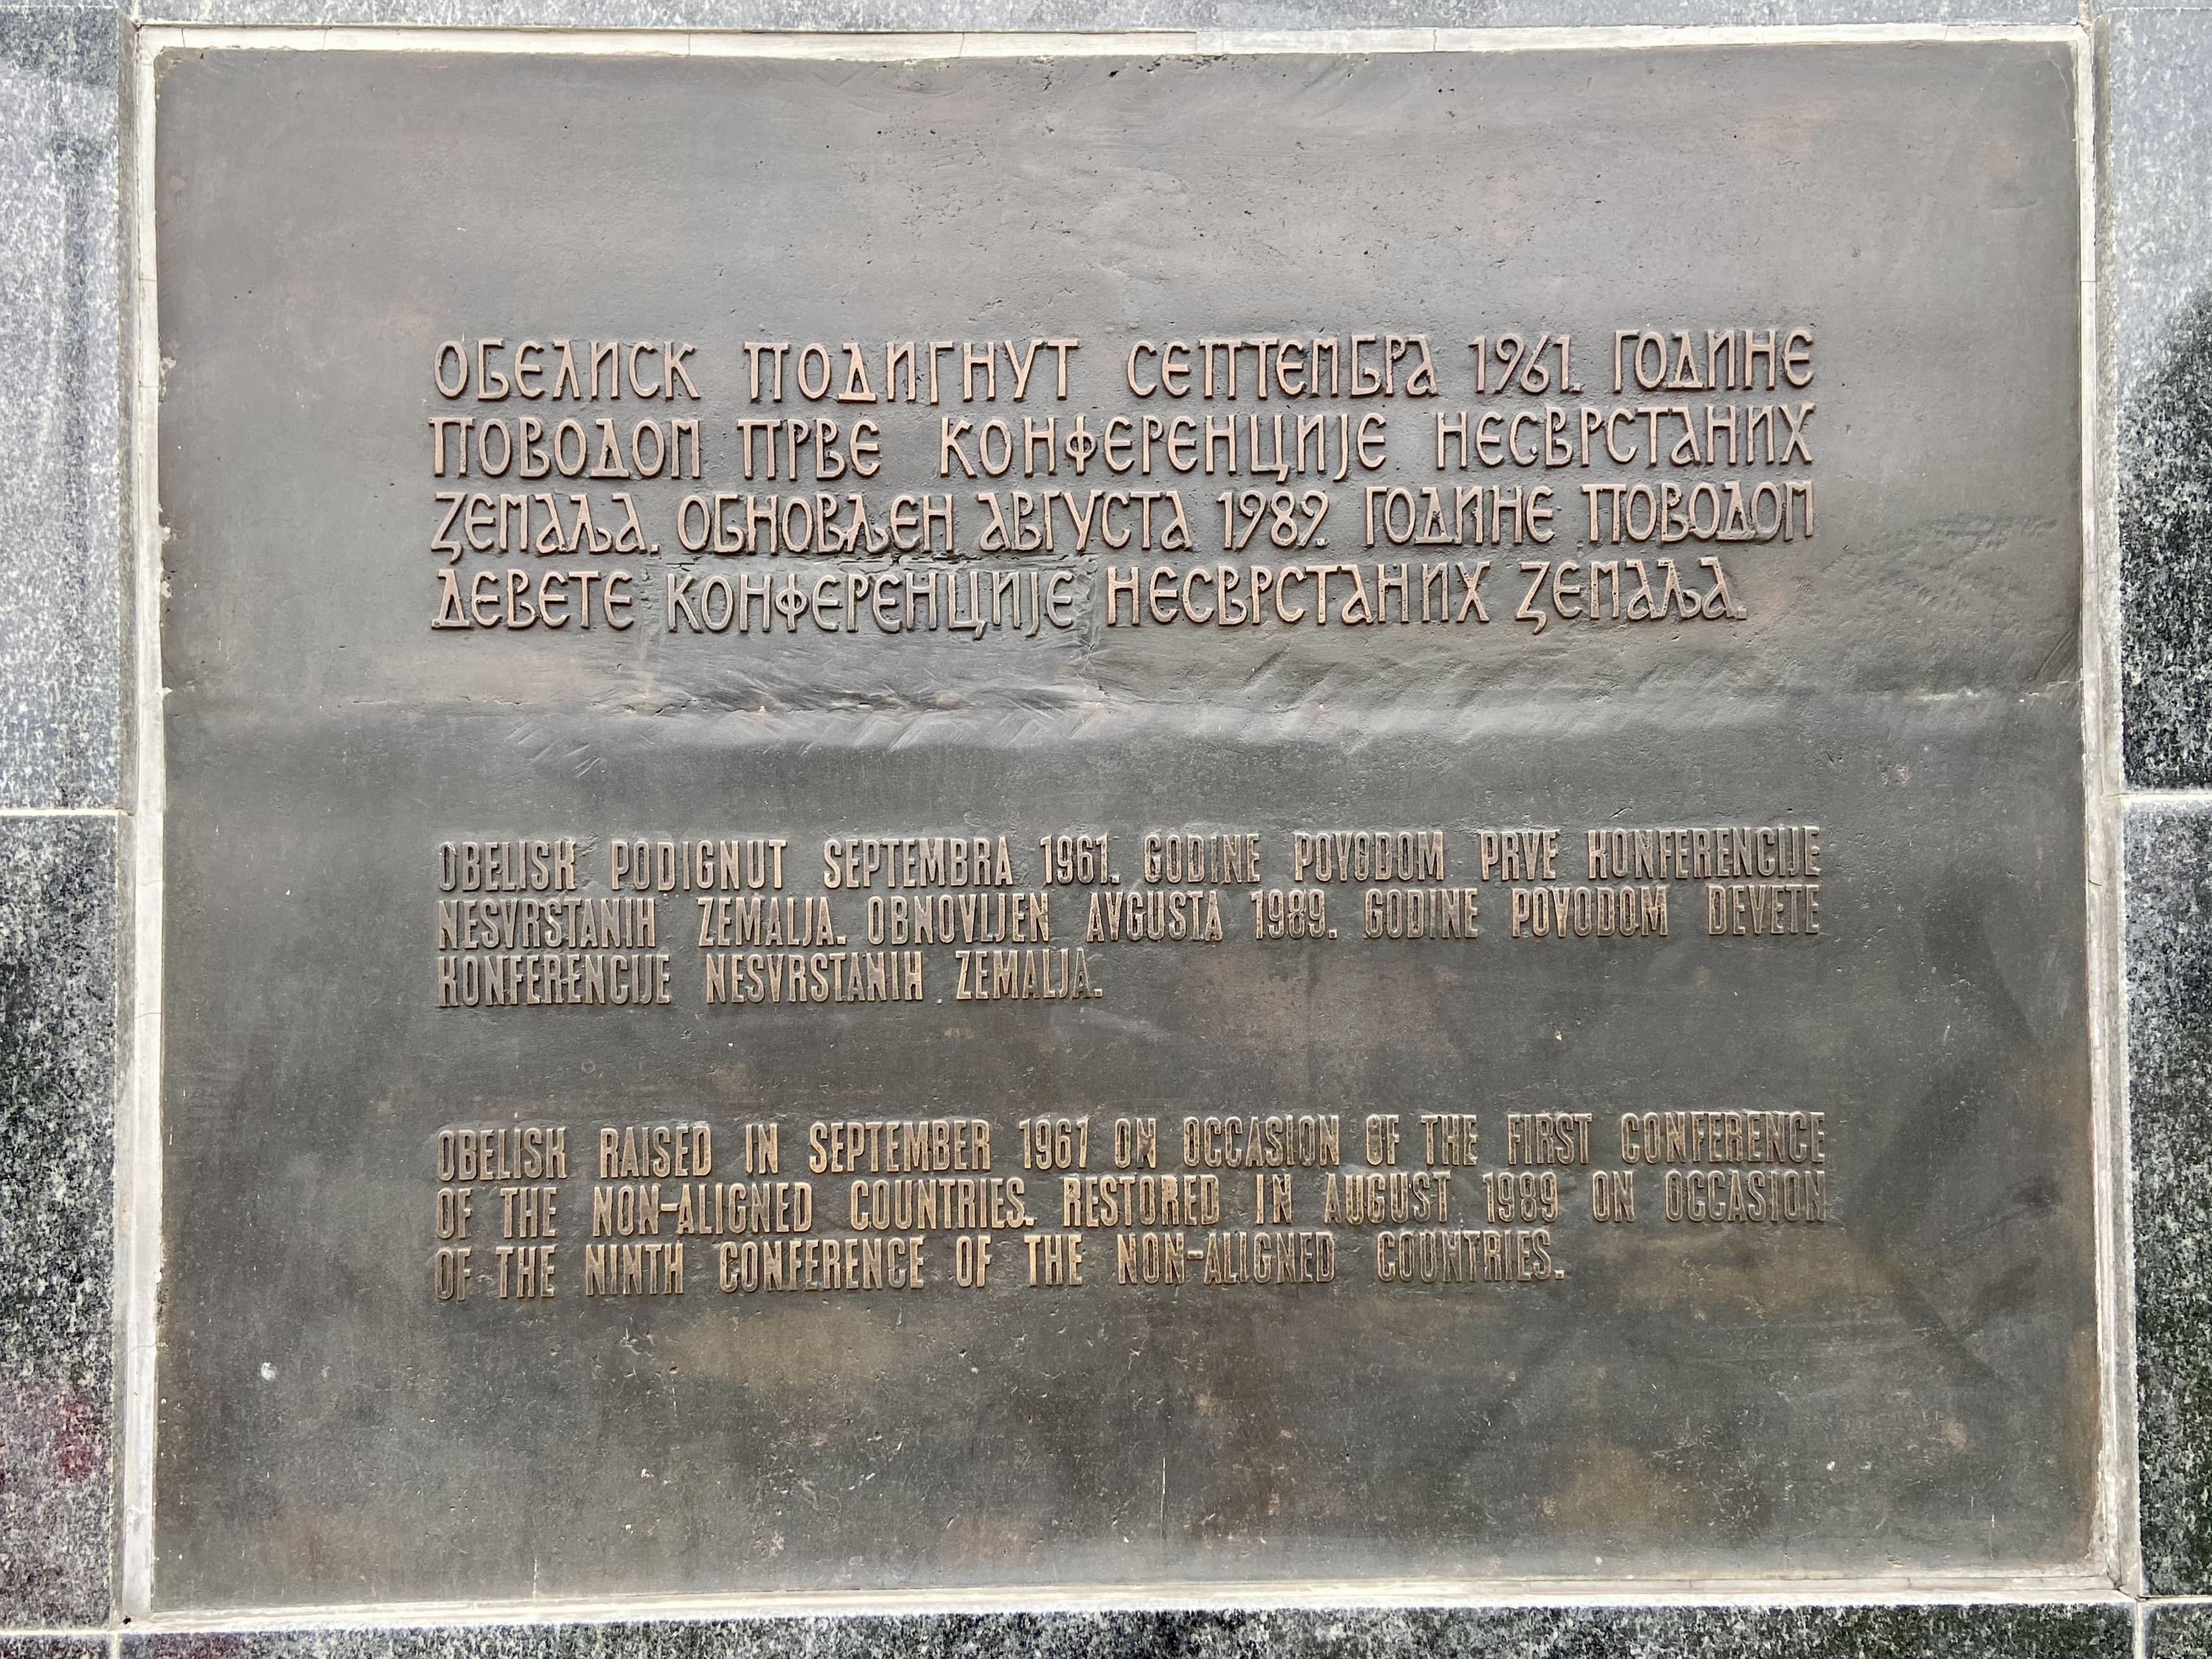 ОБЕЛИСК ПОДИГНУТ СЕПТЕМБРА 1961. ГОДИНЕ
ПОВОДОМ ПРВЕ КОНФЕРЕНЦИЈЕ НЕСВРСТАНИХ
ЗЕМАЉА. ОБНОВЉЕН АВГУСТА 1989. ГОДИНЕ ПОВОДОМ
ДЕВЕТЕ КОНФЕРЕНЦИЈЕ НЕСВРСТАНИХ ЗЕМАЉА.
OBELISK PODIGNUT SEPTEMBRA 1961. GODINE POVODOM PRVE KONFERENCIJE
NESVRSTANIH ZEMALJA. OBNOVLJEN AVGUSTA 1989. GODINE POVODOM DEVETE
KONFERENCIJE NESVRSTANIH ZEMALJA.
OBELISK RAISED IN SEPTEMBER 1961 ON OCCASION OF THE FIRST CONFERENCE
OF THE NON-ALIGNED COUNTRIES. RESTORED IN AUGUST 1989 ON OCCASION
OF THE NINTH CONFERENCE OF THE NON-ALIGNED COUNTRIES.